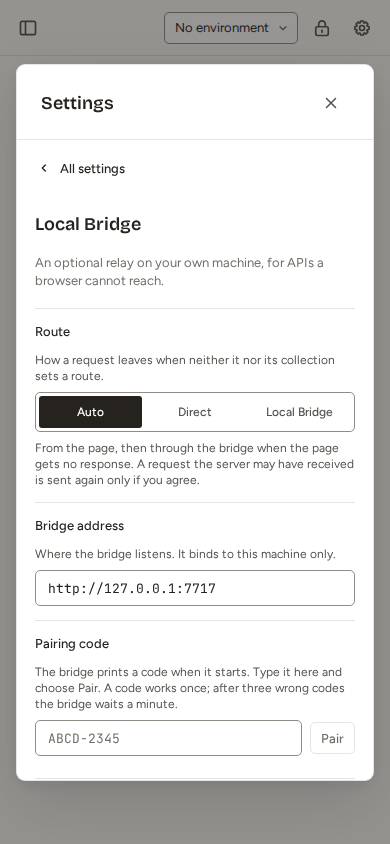 No environment
Settings
All settings
Local Bridge
An optional relay on your own machine, for APIs a
browser cannot reach.
Route
How a request leaves when neither it nor its collection
sets a route.
Auto
Direct
Local Bridge
From the page, then through the bridge when the page
gets no response. A request the server may have received
is sent again only if you agree.
Bridge address
Where the bridge listens. It binds to this machine only.
http://127.0.0.1:7717
Pairing code
The bridge prints a code when it starts. Type it here and
choose Pair. A code works once; after three wrong codes
the bridge waits a minute.
ABCD-2345
Pair